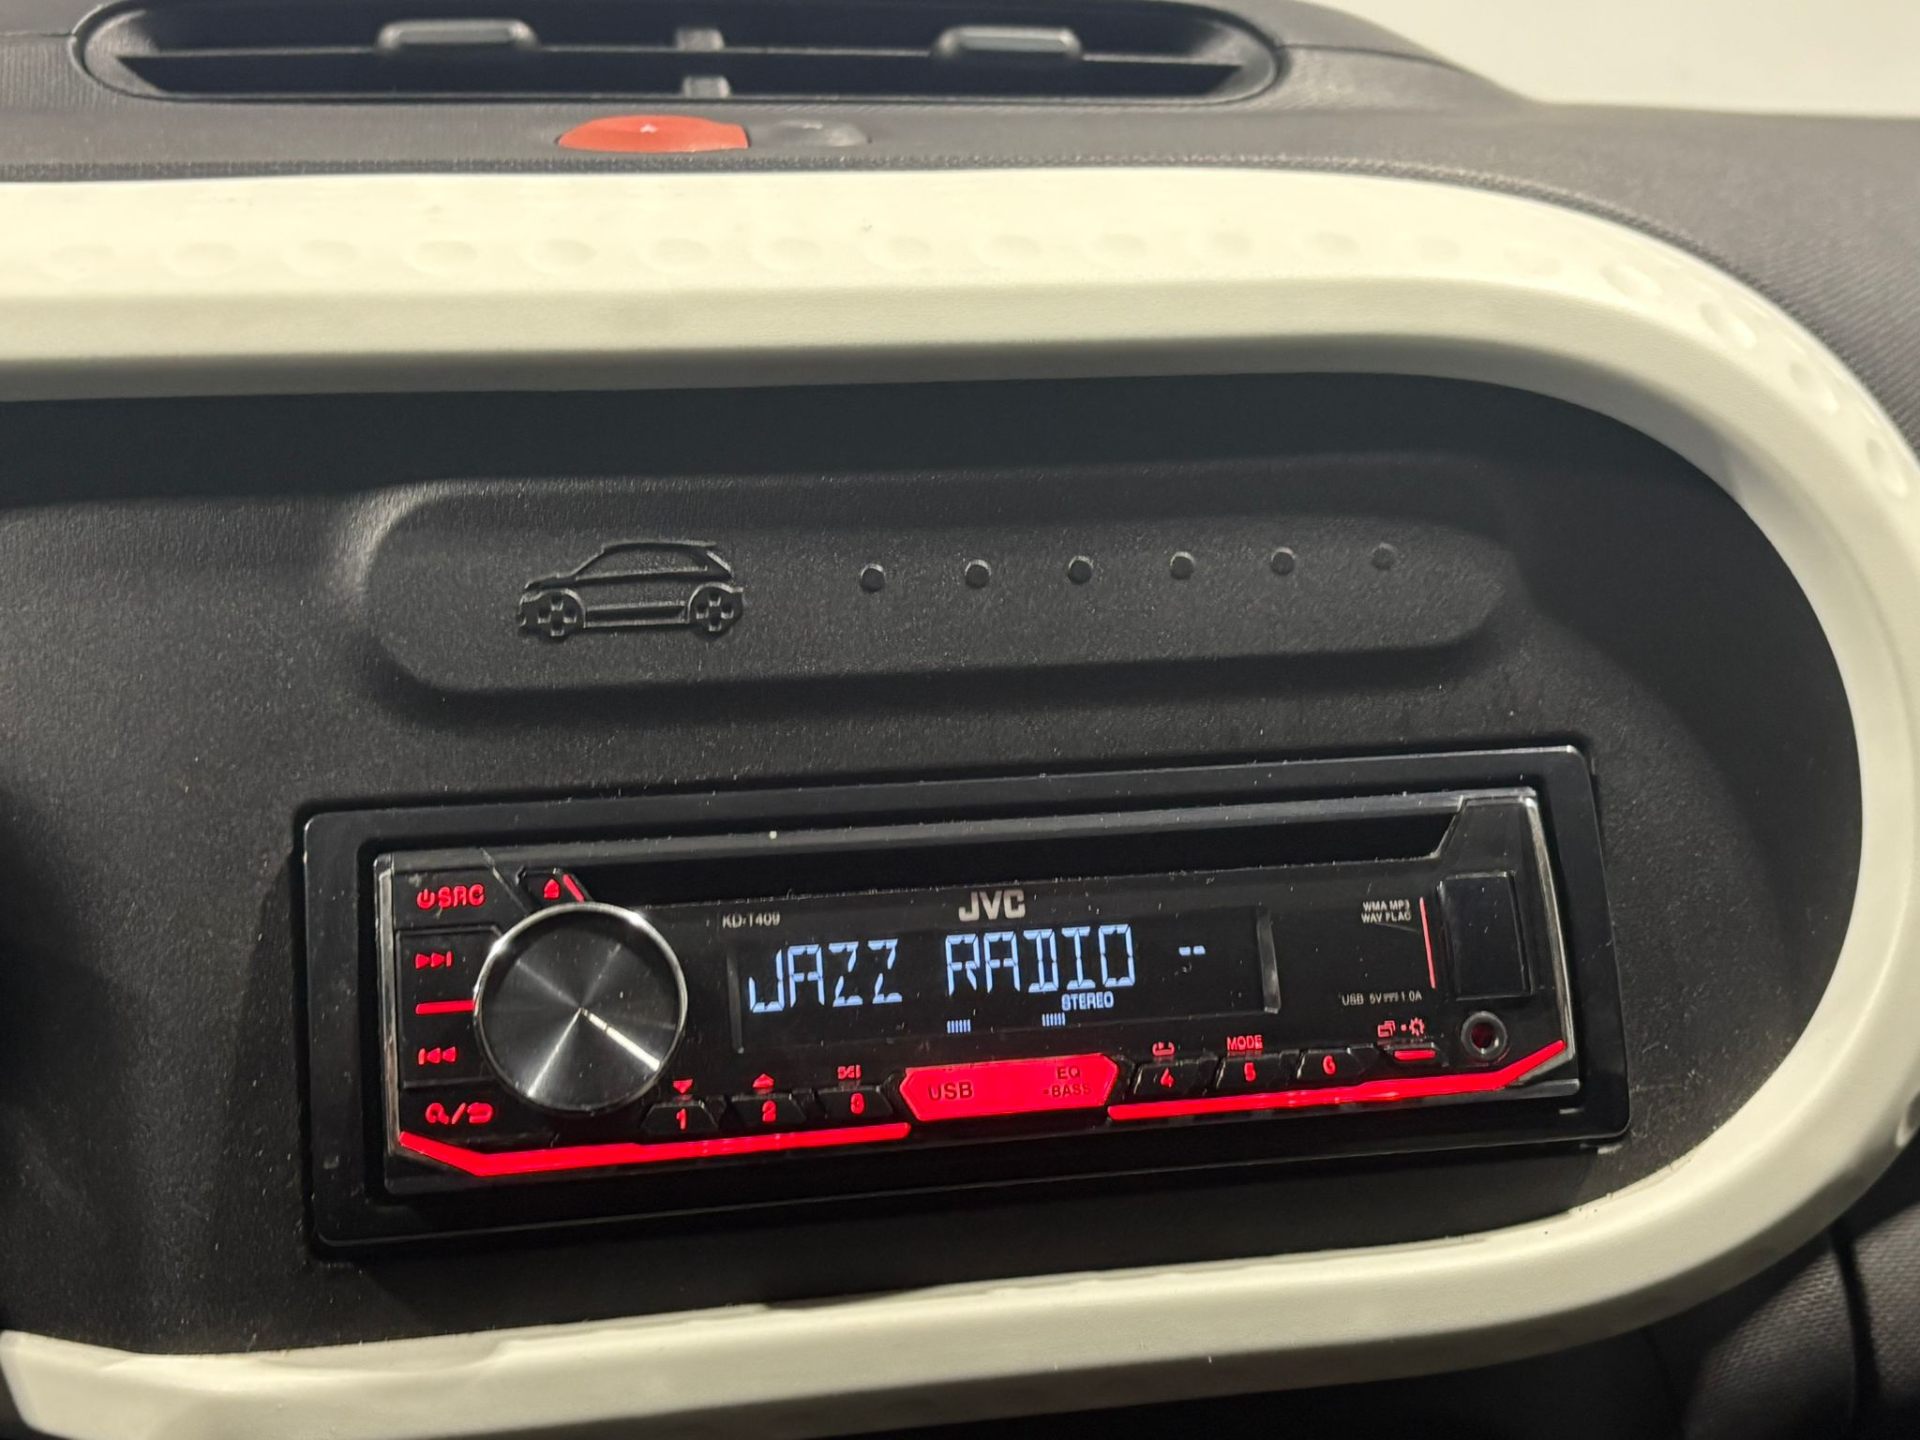 SRC
KD-T409
JVC
WMA MP3
WAV FLAC
JAZZ RADIO --
STEREO
USB 5V⎓1.0A
MODE
1
2
3
USB
EQ
-BASS
4
5
6